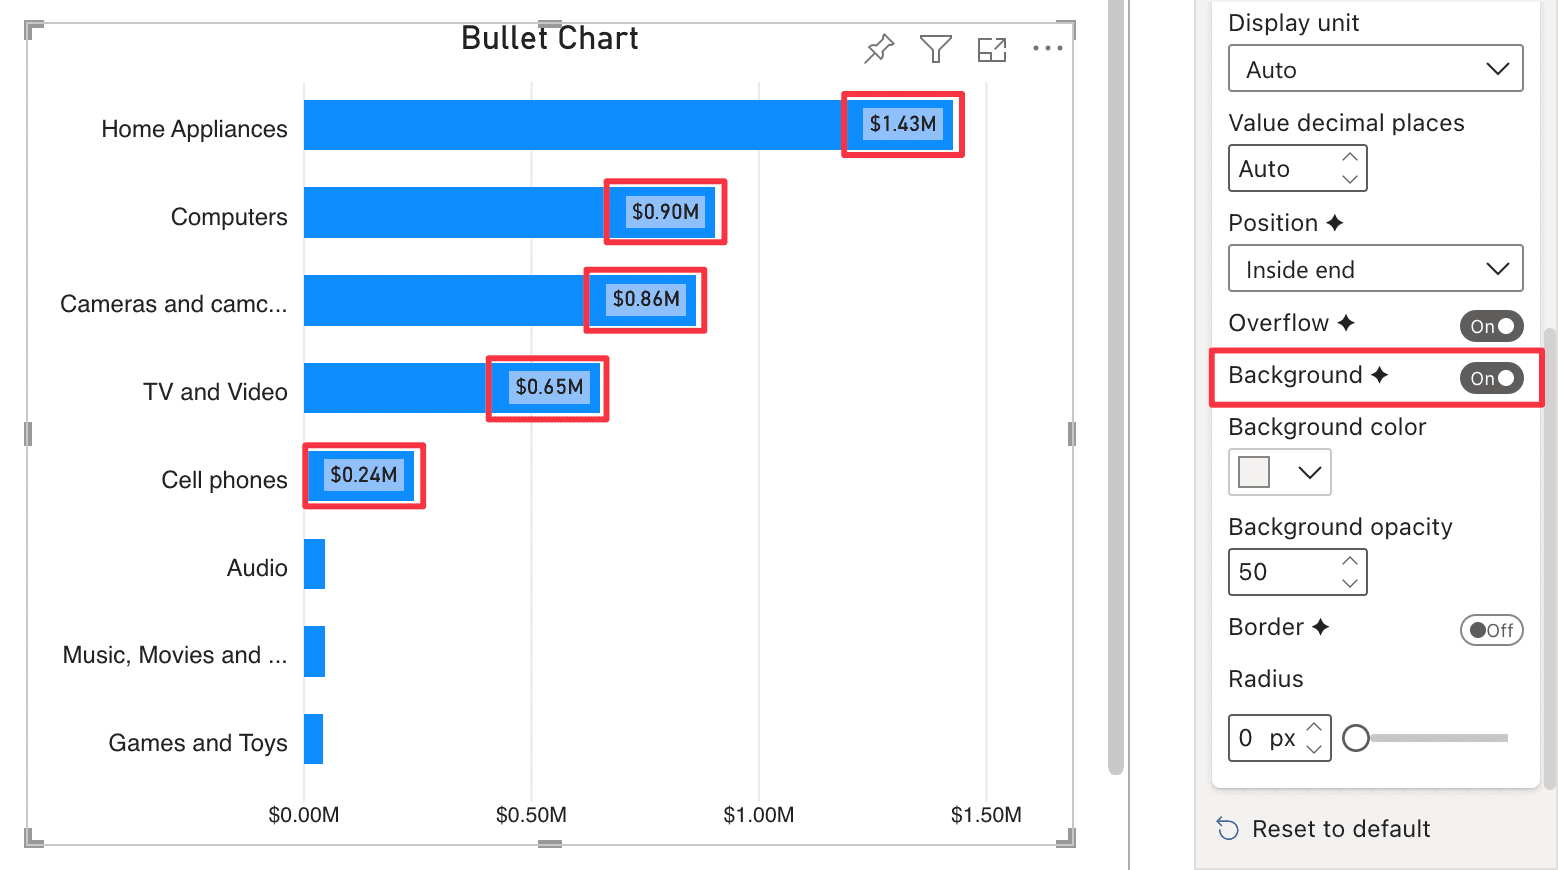 Bullet Chart
Home Appliances
$1.43M
Computers
$0.90M
Cameras and camc...
$0.86M
TV and Video
$0.65M
Cell phones
$0.24M
Audio
Music, Movies and ...
Games and Toys
$0.00M
$0.50M
$1.00M
$1.50M
Display unit
Auto
Value decimal places
Auto
Position
Inside end
Overflow
On
Background
On
Background color
Background opacity
50
Border
Off
Radius
0 px
Reset to default